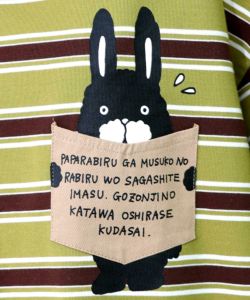 PAPARABIRU GA MUSUKO NO
RABIRU WO SAGASHITE
IMASU. GOZONJINO
KATAWA OSHIRASE
KUDASAI.